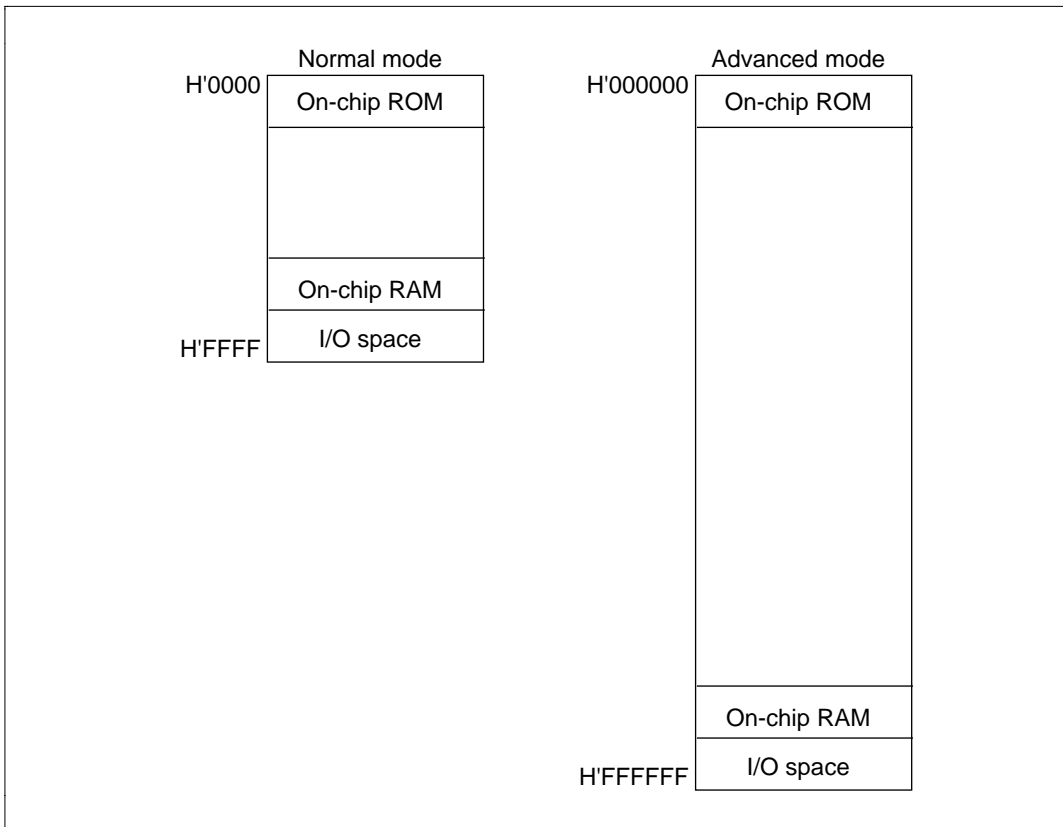 Normal mode
H'0000
On-chip ROM
On-chip RAM
I/O space
H'FFFF
Advanced mode
H'000000
On-chip ROM
On-chip RAM
I/O space
H'FFFFFF